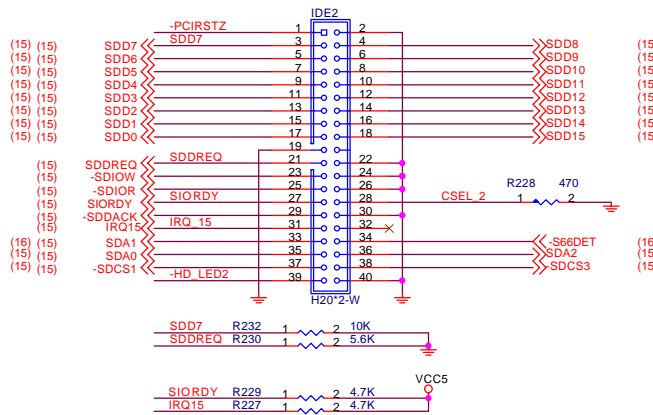 IDE2
-PCIRSTZ 1 2
(15) (15) SDD7 SDD7 3 4 SDD8 (15
(15) (15) SDD6 5 6 SDD9 (15
(15) (15) SDD5 7 8 SDD10 (15
(15) (15) SDD4 9 10 SDD11 (15
(15) (15) SDD3 11 12 SDD12 (15
(15) (15) SDD2 13 14 SDD13 (15
(15) (15) SDD1 15 16 SDD14 (15
(15) (15) SDD0 17 18 SDD15 (15
19
(15) SDDREQ SDDREQ 21 22
(15) -SDIOW 23 24
(15) -SDIOR 25 26 R228 470
(15) SIORDY SIORDY 27 28 CSEL_2 1 2
(15) -SDDACK 29 30
(15) IRQ15 IRQ_15 31 32
(16) (15) SDA1 33 34 -S66DET (16
(15) (15) SDA0 35 36 SDA2 (15
(15) (15) -SDCS1 37 38 -SDCS3 (15
-HD_LED2 39 40
H20*2-W
SDD7 R232 1 2 10K
SDDREQ R230 1 2 5.6K
VCC5
SIORDY R229 1 2 4.7K
IRQ15 R227 1 2 4.7K